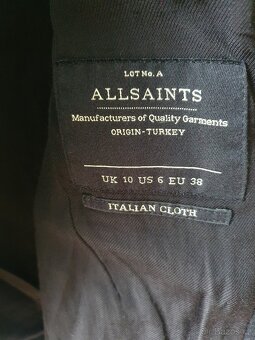 LOT No. A
ALLSAINTS
Manufacturers of Quality Garments
ORIGIN-TURKEY
UK 10 US 6 EU 38
ITALIAN CLOTH